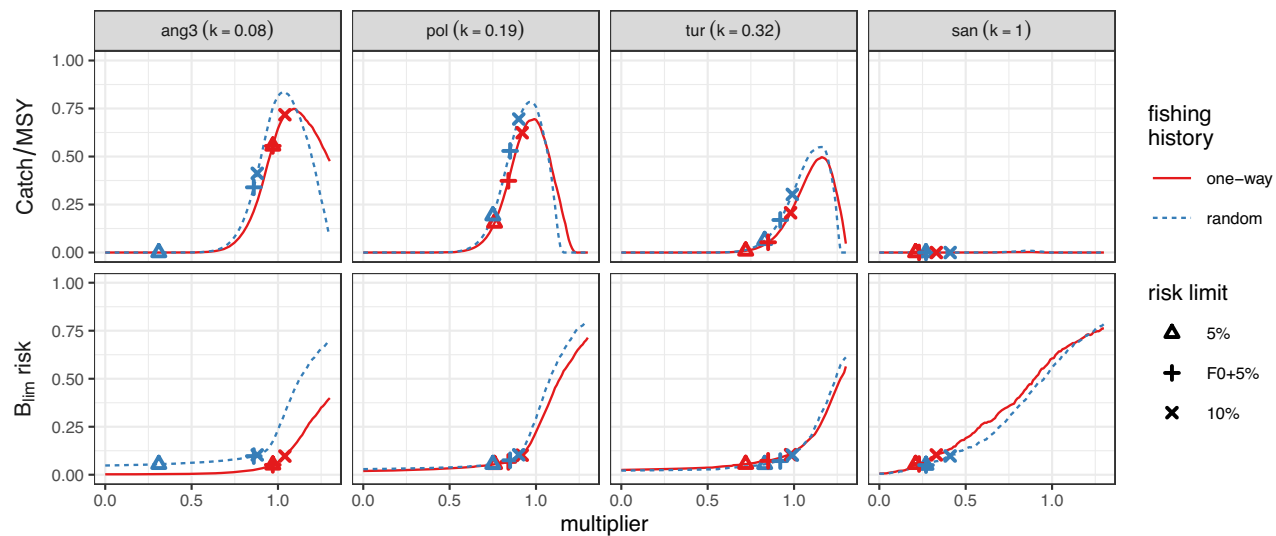 ang3 (k = 0.08)
pol (k = 0.19)
tur (k = 0.32)
san (k = 1)
Catch/MSY
1.00
0.75
0.50
0.25
0.00
Blim risk
1.00
0.75
0.50
0.25
0.00
0.0 0.5 1.0
0.0 0.5 1.0
0.0 0.5 1.0
0.0 0.5 1.0
multiplier
fishing
history
one−way
random
risk limit
5%
F0+5%
10%